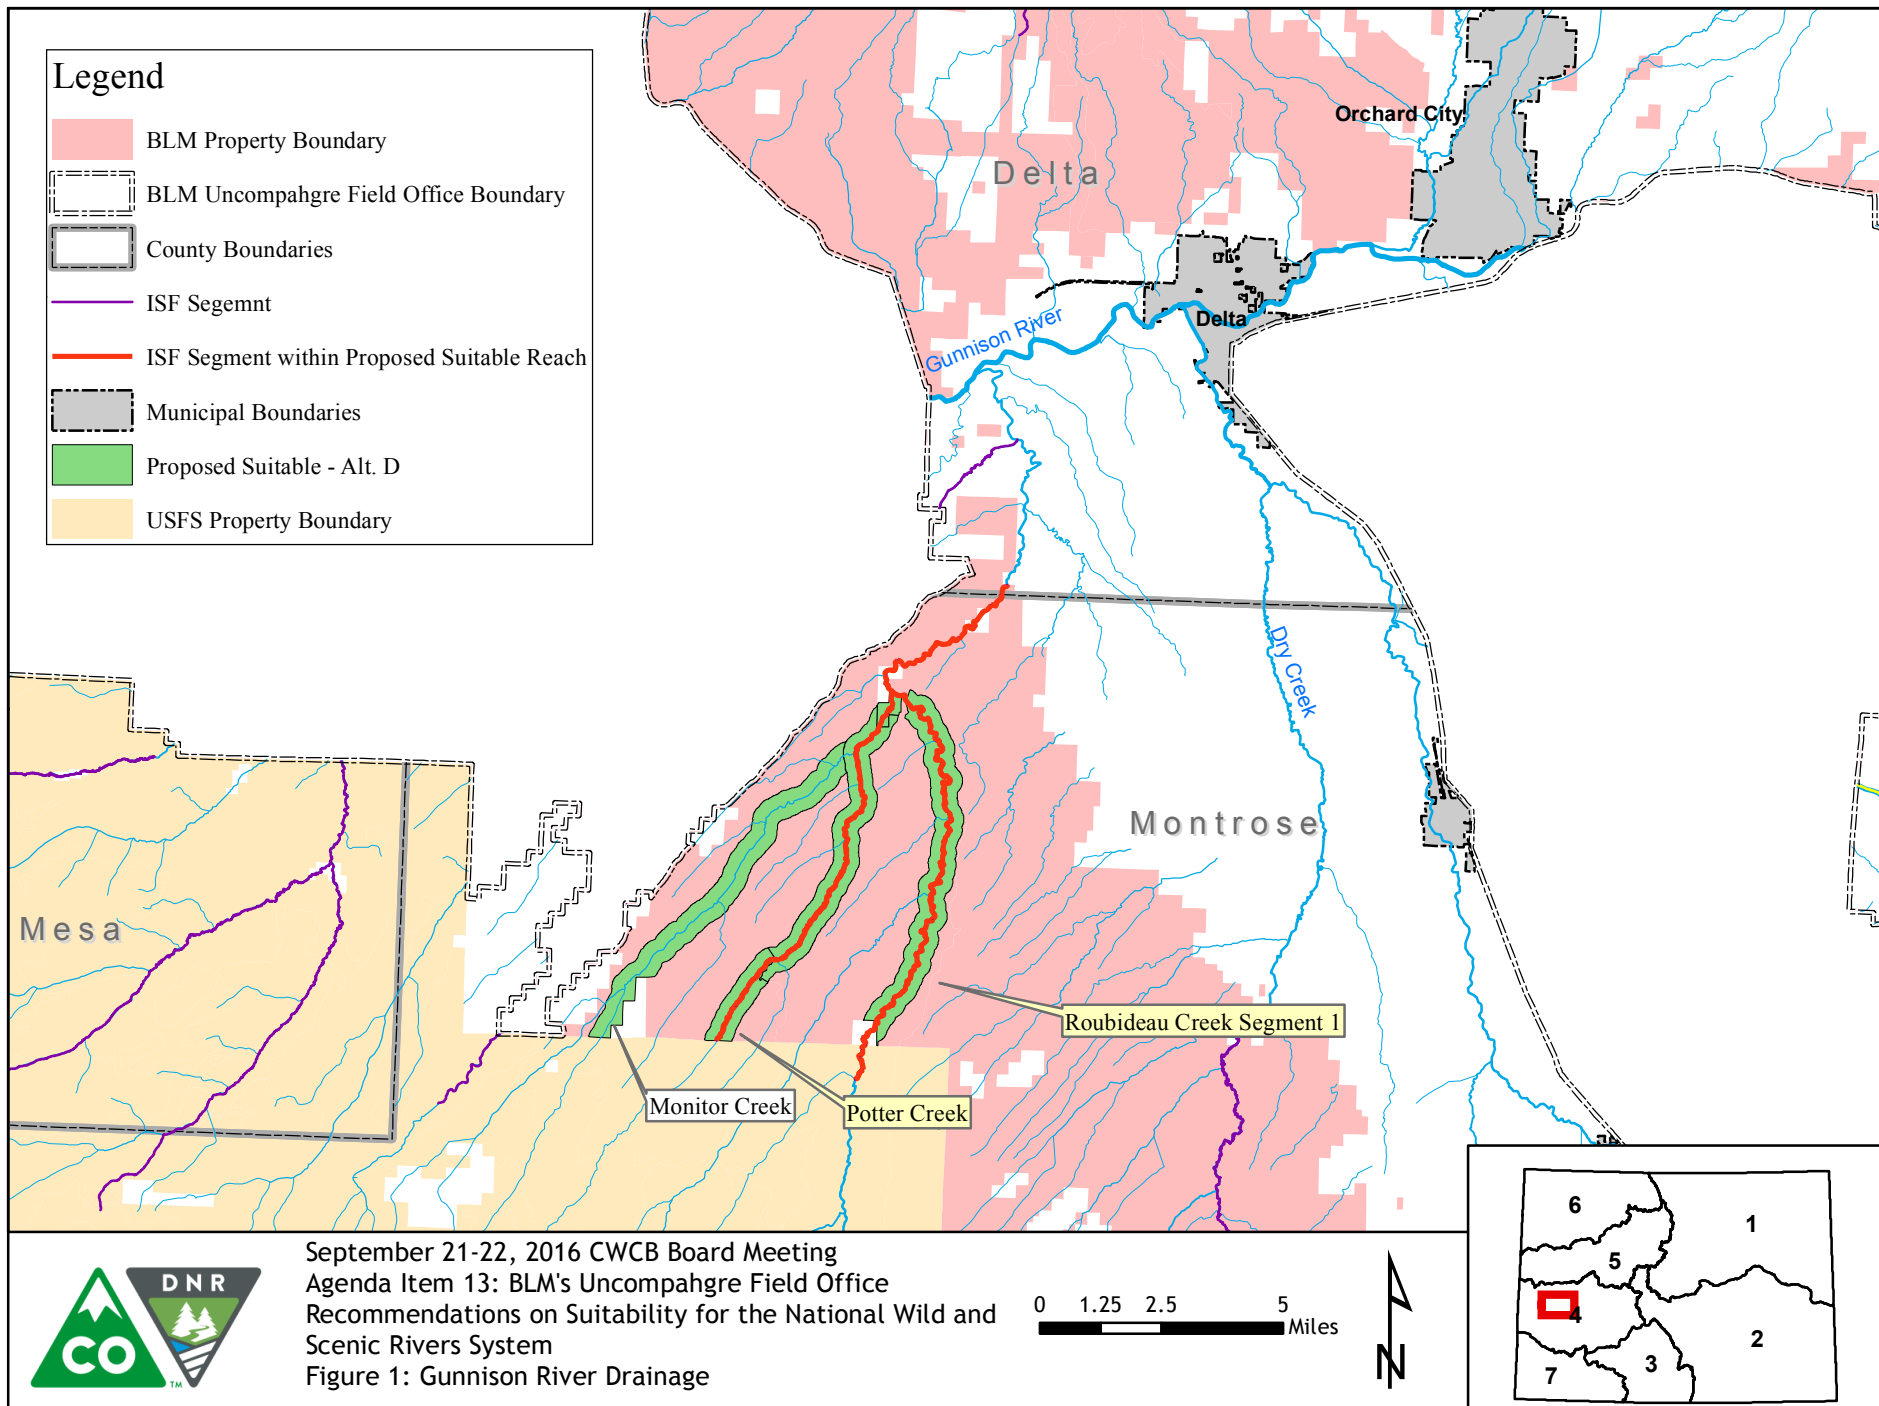 Legend
BLM Property Boundary
BLM Uncompahgre Field Office Boundary
County Boundaries
ISF Segemnt
ISF Segment within Proposed Suitable Reach
Municipal Boundaries
Proposed Suitable - Alt. D
USFS Property Boundary
Orchard City
Delta
Delta
Gunnison River
Dry Creek
Montrose
Mesa
Roubideau Creek Segment 1
Monitor Creek
Potter Creek
CO
TM
DNR
September 21-22, 2016 CWCB Board Meeting
Agenda Item 13: BLM's Uncompahgre Field Office
Recommendations on Suitability for the National Wild and
Scenic Rivers System
Figure 1: Gunnison River Drainage
0 1.25 2.5 5
Miles
N
6
1
5
4
2
3
7